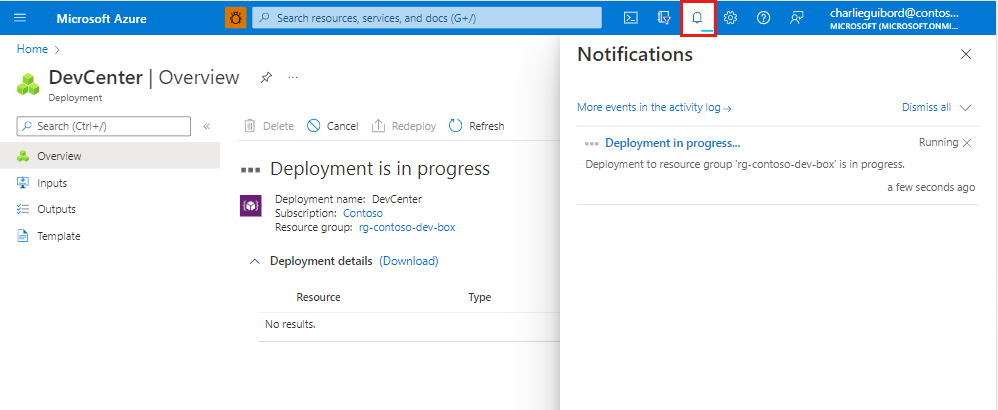 Microsoft Azure
Search resources, services, and docs (G+/)
charlieguibord@contos...
MICROSOFT (MICROSOFT.ONMI...
Home
DevCenter | Overview
Deployment
Search (Ctrl+/)
Overview
Inputs
Outputs
Template
Delete
Cancel
Redeploy
Refresh
Deployment is in progress
Deployment name: DevCenter
Subscription: Contoso
Resource group: rg-contoso-dev-box
Deployment details (Download)
Resource Type
No results.
Notifications
More events in the activity log→ Dismiss all
Deployment in progress... Running
Deployment to resource group 'rg-contoso-dev-box' is in progress.
a few seconds ago